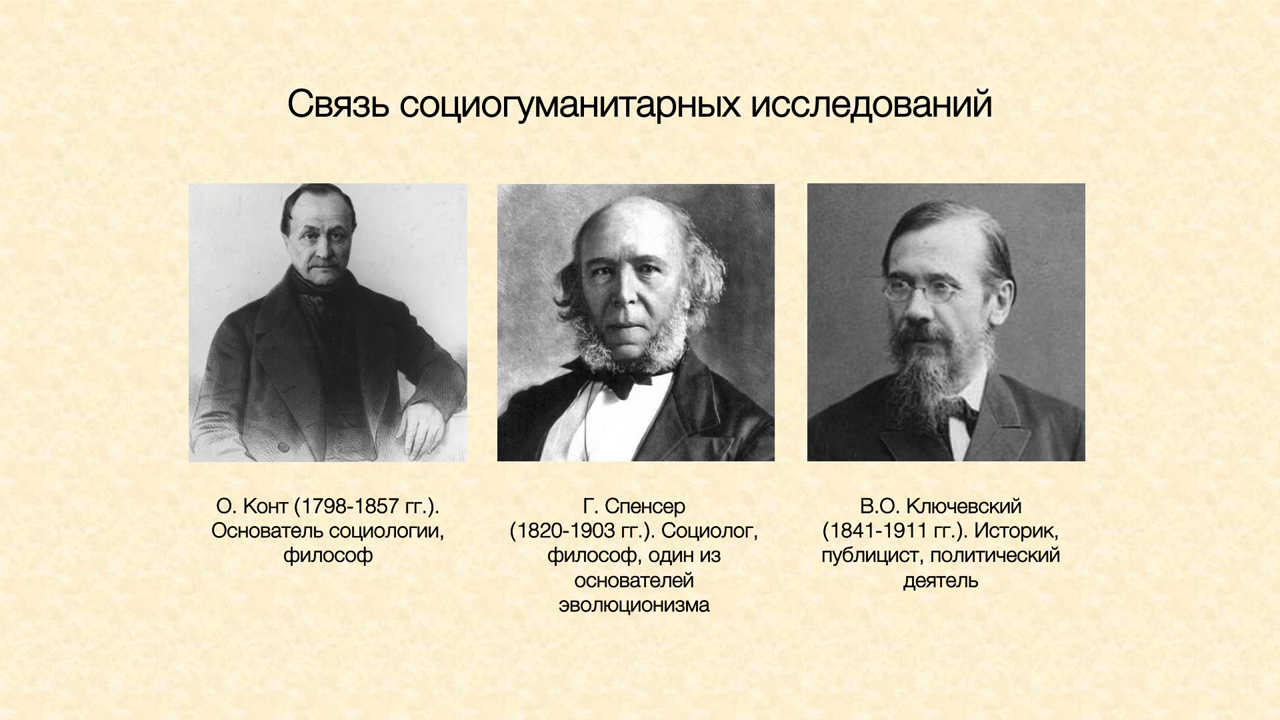 Связь социогуманитарных исследований
О. Конт (1798-1857 гг.).
Основатель социологии,
философ
Г. Спенсер
(1820-1903 гг.). Социолог,
философ, один из
основателей
эволюционизма
В.О. Ключевский
(1841-1911 гг.). Историк,
публицист, политический
деятель